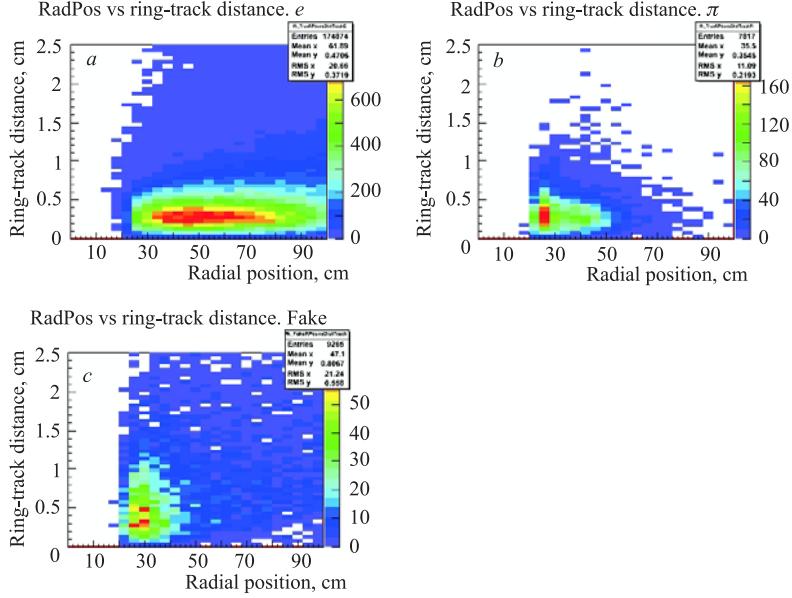 RadPos vs ring-track distance. e
RadPos vs ring-track distance. π
Entries 174874
Mean x 61.89
Mean y 0.4706
RMS x 20.66
RMS y 0.3719
Entries 7817
Mean x 35.5
Mean y 0.3545
RMS x 11.09
RMS y 0.2193
a
b
Ring-track distance, cm
2.5
2
1.5
1
0.5
0
600
400
200
0
10 30 50 70 90
Radial position, cm
Ring-track distance, cm
2.5
2
1.5
1
0.5
0
160
120
80
40
0
10 30 50 70 90
Radial position, cm
RadPos vs ring-track distance. Fake
Entries 9265
Mean x 47.1
Mean y 0.8067
RMS x 21.24
RMS y 0.558
c
Ring-track distance, cm
2.5
2
1.5
1
0.5
0
50
40
30
20
10
0
10 30 50 70 90
Radial position, cm